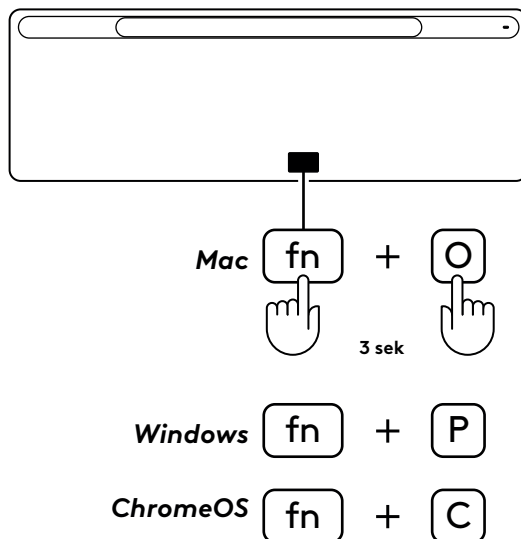 Mac fn + O
3 sek
Windows fn + P
ChromeOS fn + C